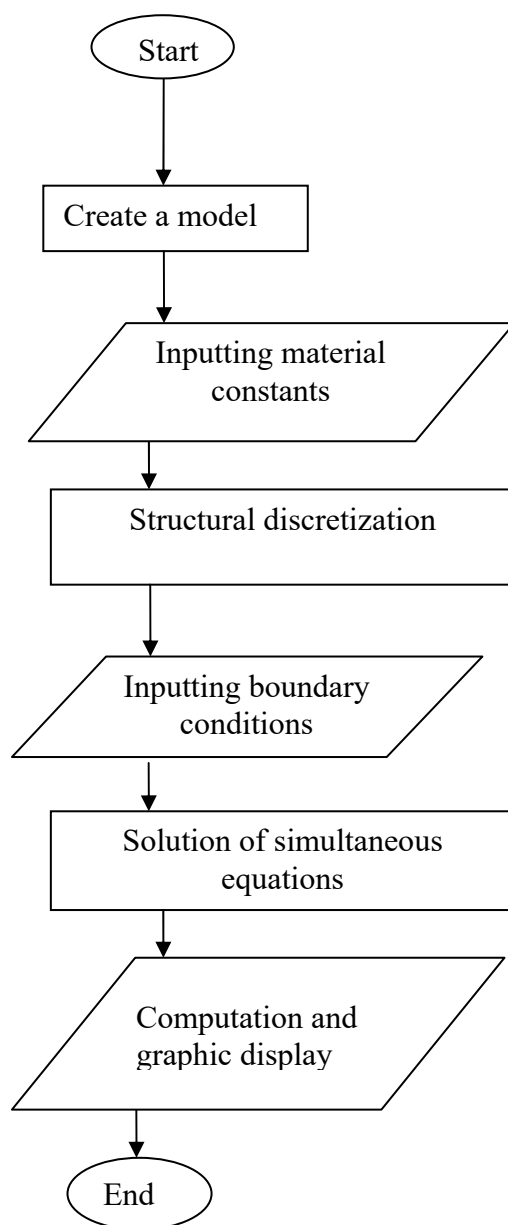 Start
Create a model
Inputting material
constants
Structural discretization
Inputting boundary
conditions
Solution of simultaneous
equations
Computation and
graphic display
End